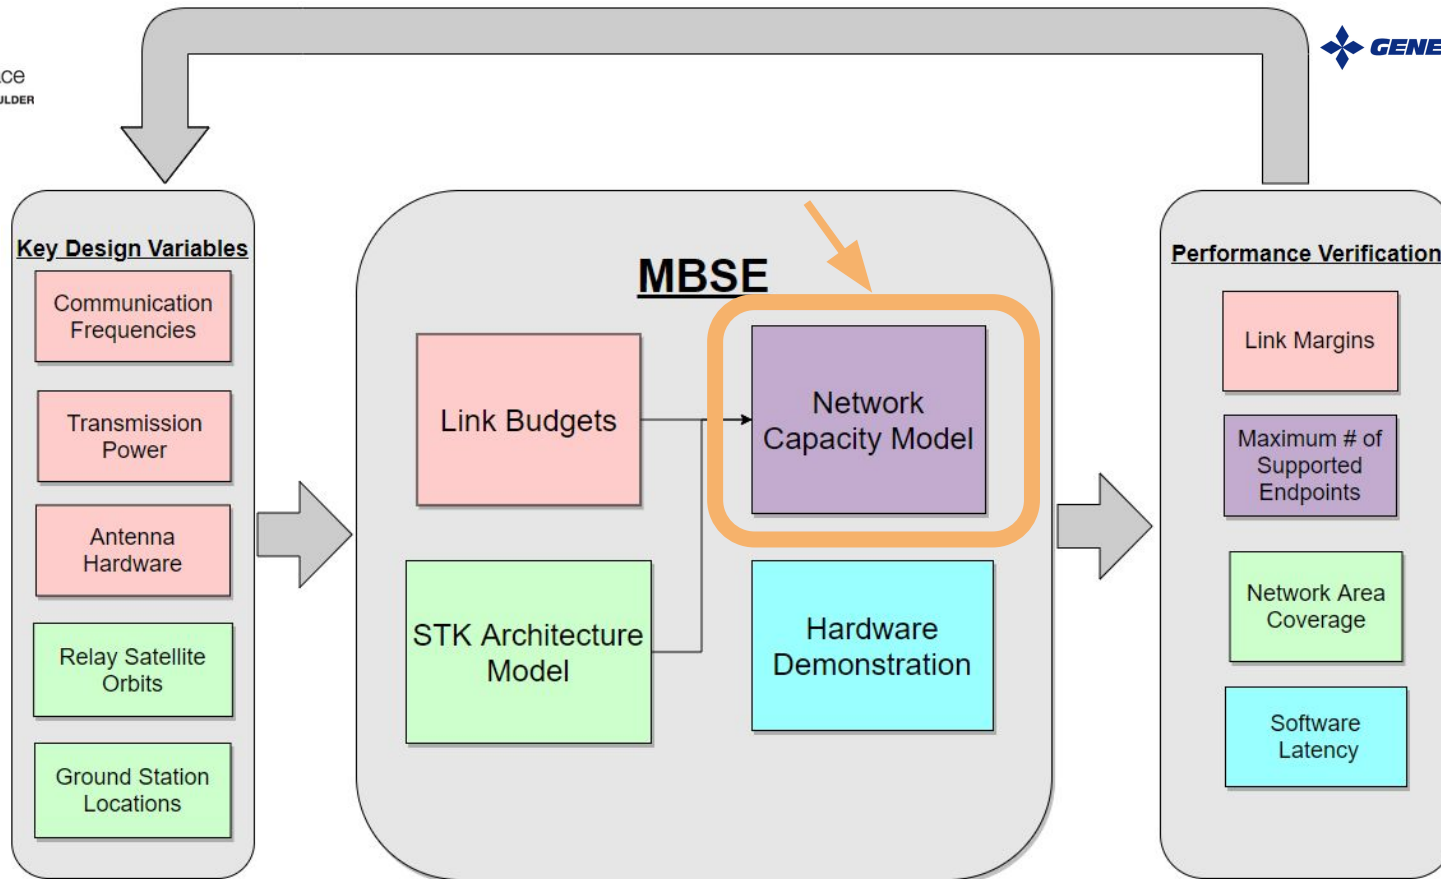 GENE
ULDER
Key Design Variables
Communication
Frequencies
Transmission
Power
Antenna
Hardware
Relay Satellite
Orbits
Ground Station
Locations
MBSE
Link Budgets
Network
Capacity Model
STK Architecture
Model
Hardware
Demonstration
Performance Verification
Link Margins
Maximum # of
Supported
Endpoints
Network Area
Coverage
Software
Latency